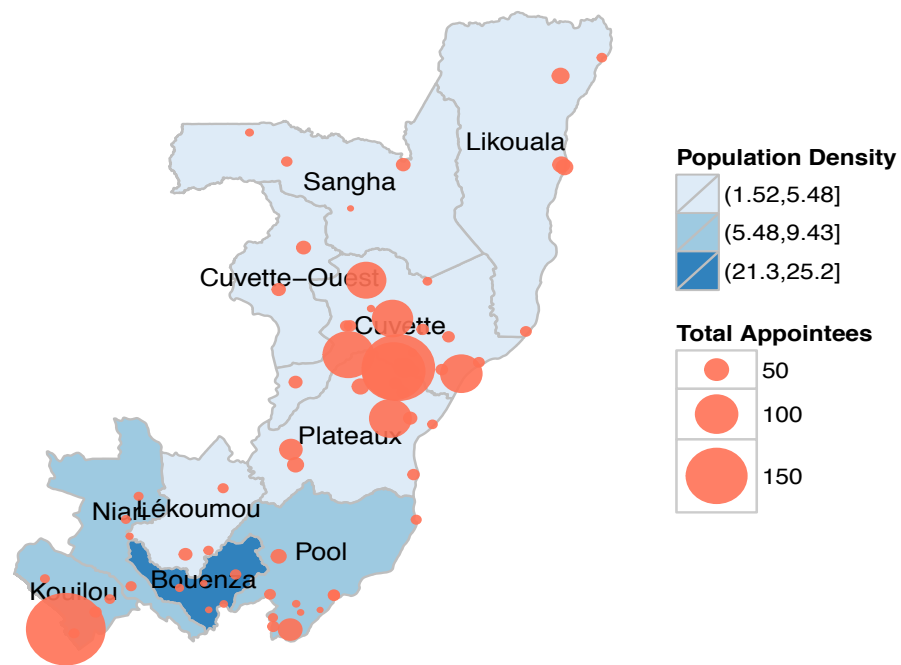 Likouala
Sangha
Cuvette−Ouest
Cuvette
Plateaux
Niari
Lékoumou
Pool
Bouenza
Kouilou
Population Density
(1.52,5.48]
(5.48,9.43]
(21.3,25.2]
Total Appointees
50
100
150